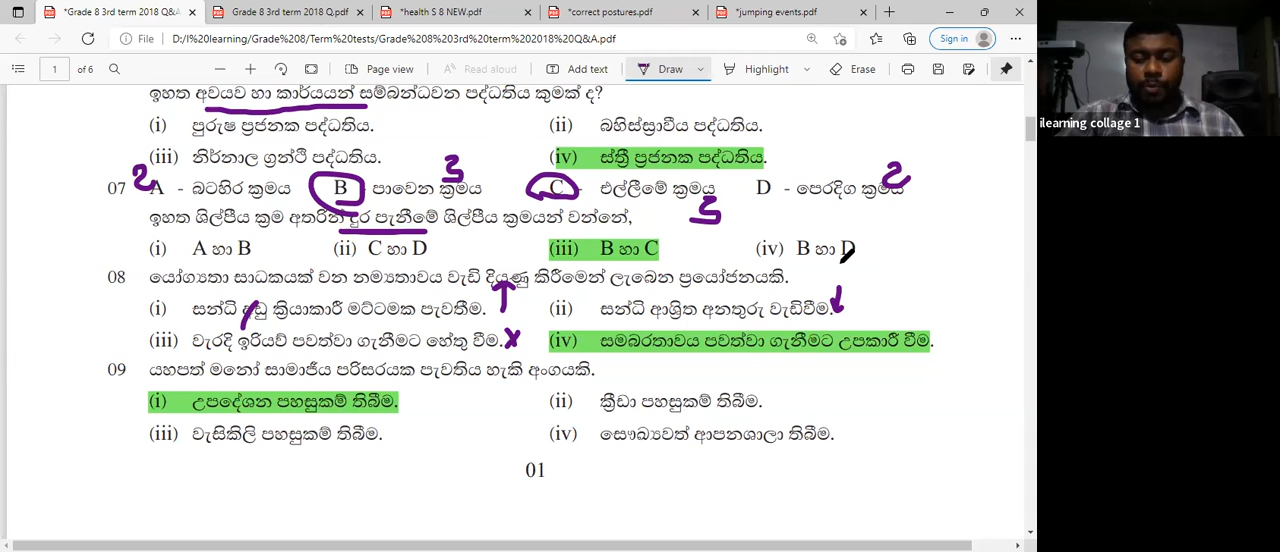 *Grade 8 3rd term 2018 Q&A Grade 8 3rd term 2018 Q.pdf *health S 8 NEW.pdf *correct postures.pdf *jumping events.pdf
File D:/I%20learning/Grade%208/Term%20tests/Grade%208%203rd%20term%202018%20Q&A.pdf Sign in
1 of 6 Page view Read aloud Add text Draw Highlight Erase
ilearning collage 1
ඉහත අවයව හා කාර්යයන් සම්බන්ධවන පද්ධතිය කුමක් ද?
(i) පුරුෂ ප්‍රජනක පද්ධතිය. (ii) බහිස්ස්‍රාවීය පද්ධතිය.
(iii) නිර්නාල ග්‍රන්ථි පද්ධතිය. (iv) ස්ත්‍රී ප්‍රජනක පද්ධතිය.
2 3 2
07 A - බටහිර ක්‍රමය B - පාවෙන ක්‍රමය C - එල්ලීමේ ක්‍රමය D - පෙරදිග ක්‍රමය
3
ඉහත ශිල්පීය ක්‍රම අතරින් දුර පැනීමේ ශිල්පීය ක්‍රමයන් වන්නේ,
(i) A හා B (ii) C හා D (iii) B හා C (iv) B හා D
08 යෝග්‍යතා සාධකයක් වන නම්‍යතාවය වැඩි දියුණු කිරීමෙන් ලැබෙන ප්‍රයෝජනයකි.
(i) සන්ධි අඩු ක්‍රියාකාරී මට්ටමක පැවතීම. (ii) සන්ධි ආශ්‍රිත අනතුරු වැඩිවීම.
(iii) වැරදි ඉරියව් පවත්වා ගැනීමට හේතු වීම. (iv) සමබරතාවය පවත්වා ගැනීමට උපකාරී වීම.
09 යහපත් මනෝ සාමාජීය පරිසරයක පැවතිය හැකි අංගයකි.
(i) උපදේශන පහසුකම් තිබීම. (ii) ක්‍රීඩා පහසුකම් තිබීම.
(iii) වැසිකිලි පහසුකම් තිබීම. (iv) සෞඛ්‍යවත් ආපනශාලා තිබීම.
01